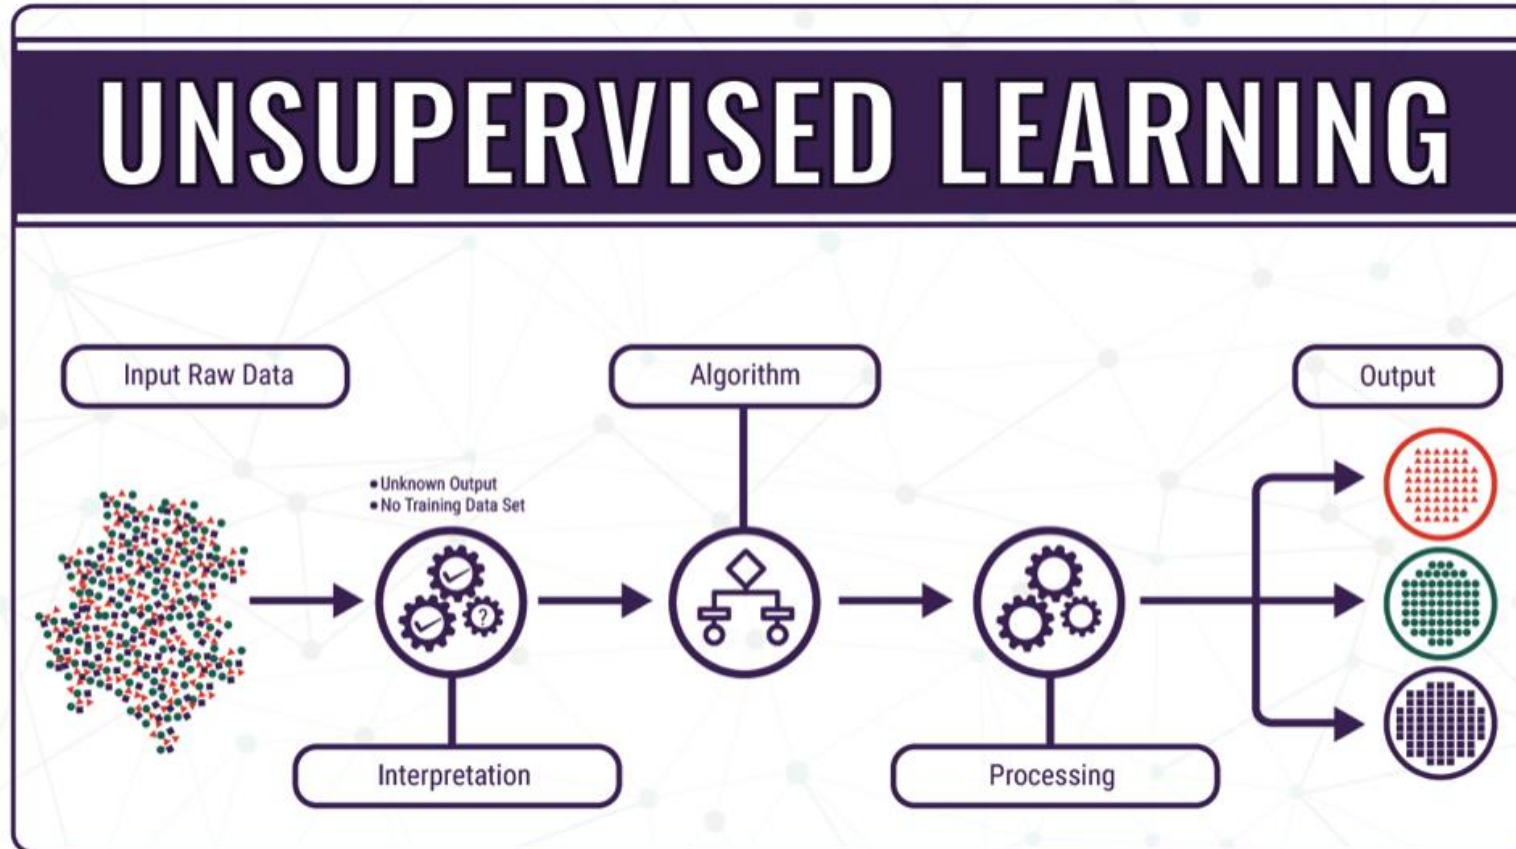 UNSUPERVISED LEARNING
Input Raw Data
Algorithm
Output
• Unknown Output
• No Training Data Set
?
Interpretation
Processing